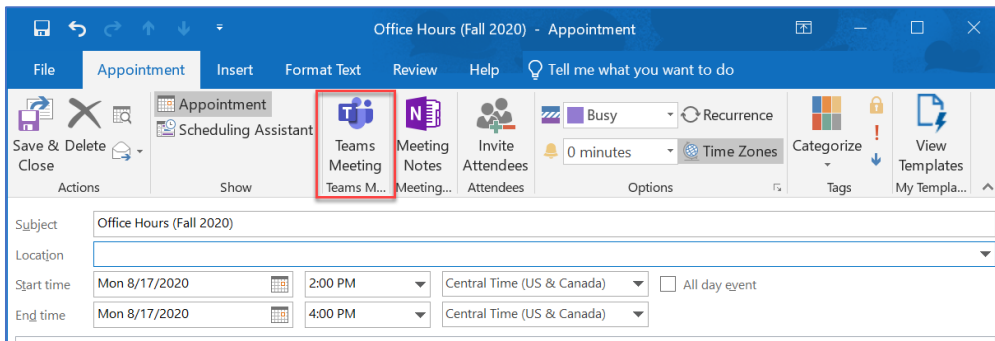 Office Hours (Fall 2020) - Appointment
File Appointment Insert Format Text Review Help Tell me what you want to do
Save & Close
Delete
Actions
Appointment
Scheduling Assistant
Show
Teams Meeting
Teams M...
Meeting Notes
Meeting...
Invite Attendees
Attendees
Busy
Recurrence
0 minutes
Time Zones
Options
Categorize
Tags
View Templates
My Templa...
Subject Office Hours (Fall 2020)
Location
Start time Mon 8/17/2020 2:00 PM Central Time (US & Canada) All day event
End time Mon 8/17/2020 4:00 PM Central Time (US & Canada)